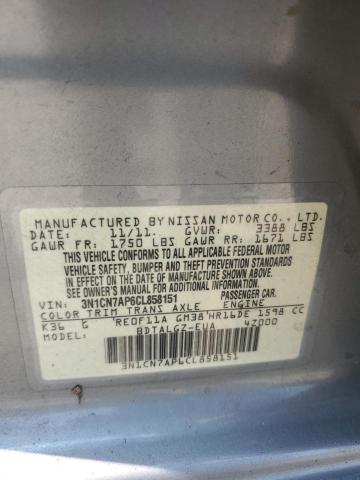 MANUFACTURED BY NISSAN MOTOR CO., LTD.
DATE: 11/11. GVWR: 3388 LBS
GAWR FR: 1750 LBS GAWR RR: 1671 LBS
THIS VEHICLE CONFORMS TO ALL APPLICABLE FEDERAL MOTOR
VEHICLE SAFETY, BUMPER, AND THEFT PREVENTION
STANDARDS IN EFFECT ON THE DATE OF
MANUFACTURE SHOWN ABOVE.
SEE OWNERS MANUAL FOR MORE INFORMATION.
VIN: 3N1CN7AP6CL858151 PASSENGER CAR
COLOR TRIM TRANS AXLE ENGINE
K36 G RE0F11A GM38 HR16DE 1598 CC
MODEL: BDTALGZ-EUA 4Z000
3N1CN7AP6CL858151